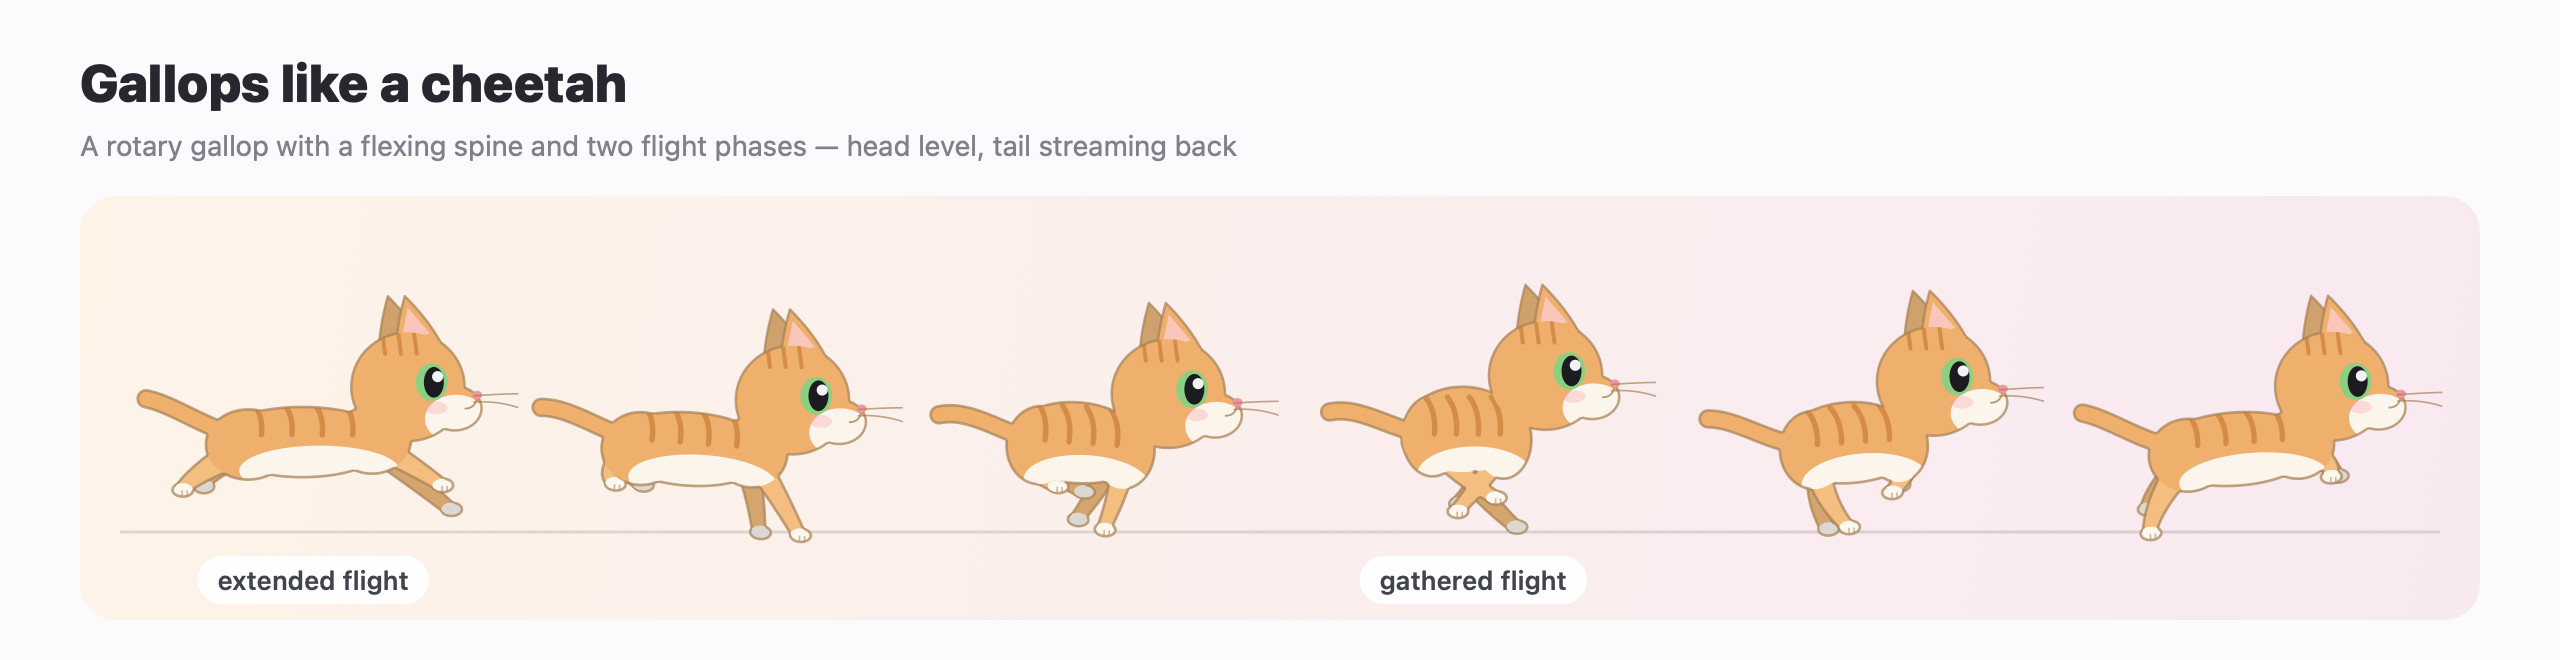 Gallops like a cheetah
A rotary gallop with a flexing spine and two flight phases — head level, tail streaming back
extended flight
gathered flight